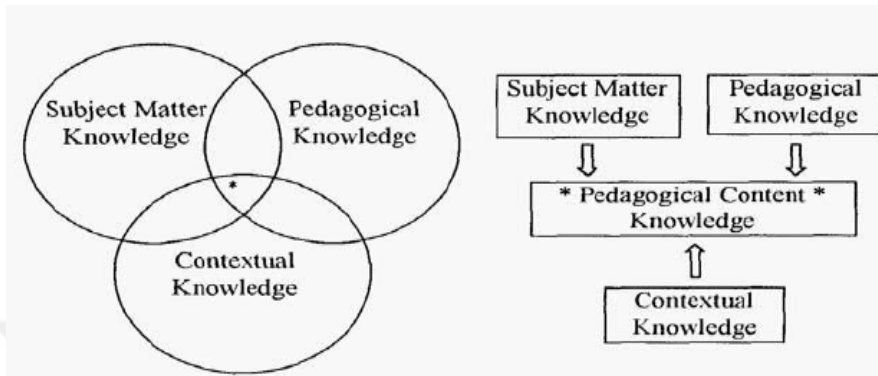 Subject Matter
Knowledge
Pedagogical
Knowledge
*
Contextual
Knowledge
Subject Matter
Knowledge
Pedagogical
Knowledge
* Pedagogical Content *
Knowledge
Contextual
Knowledge